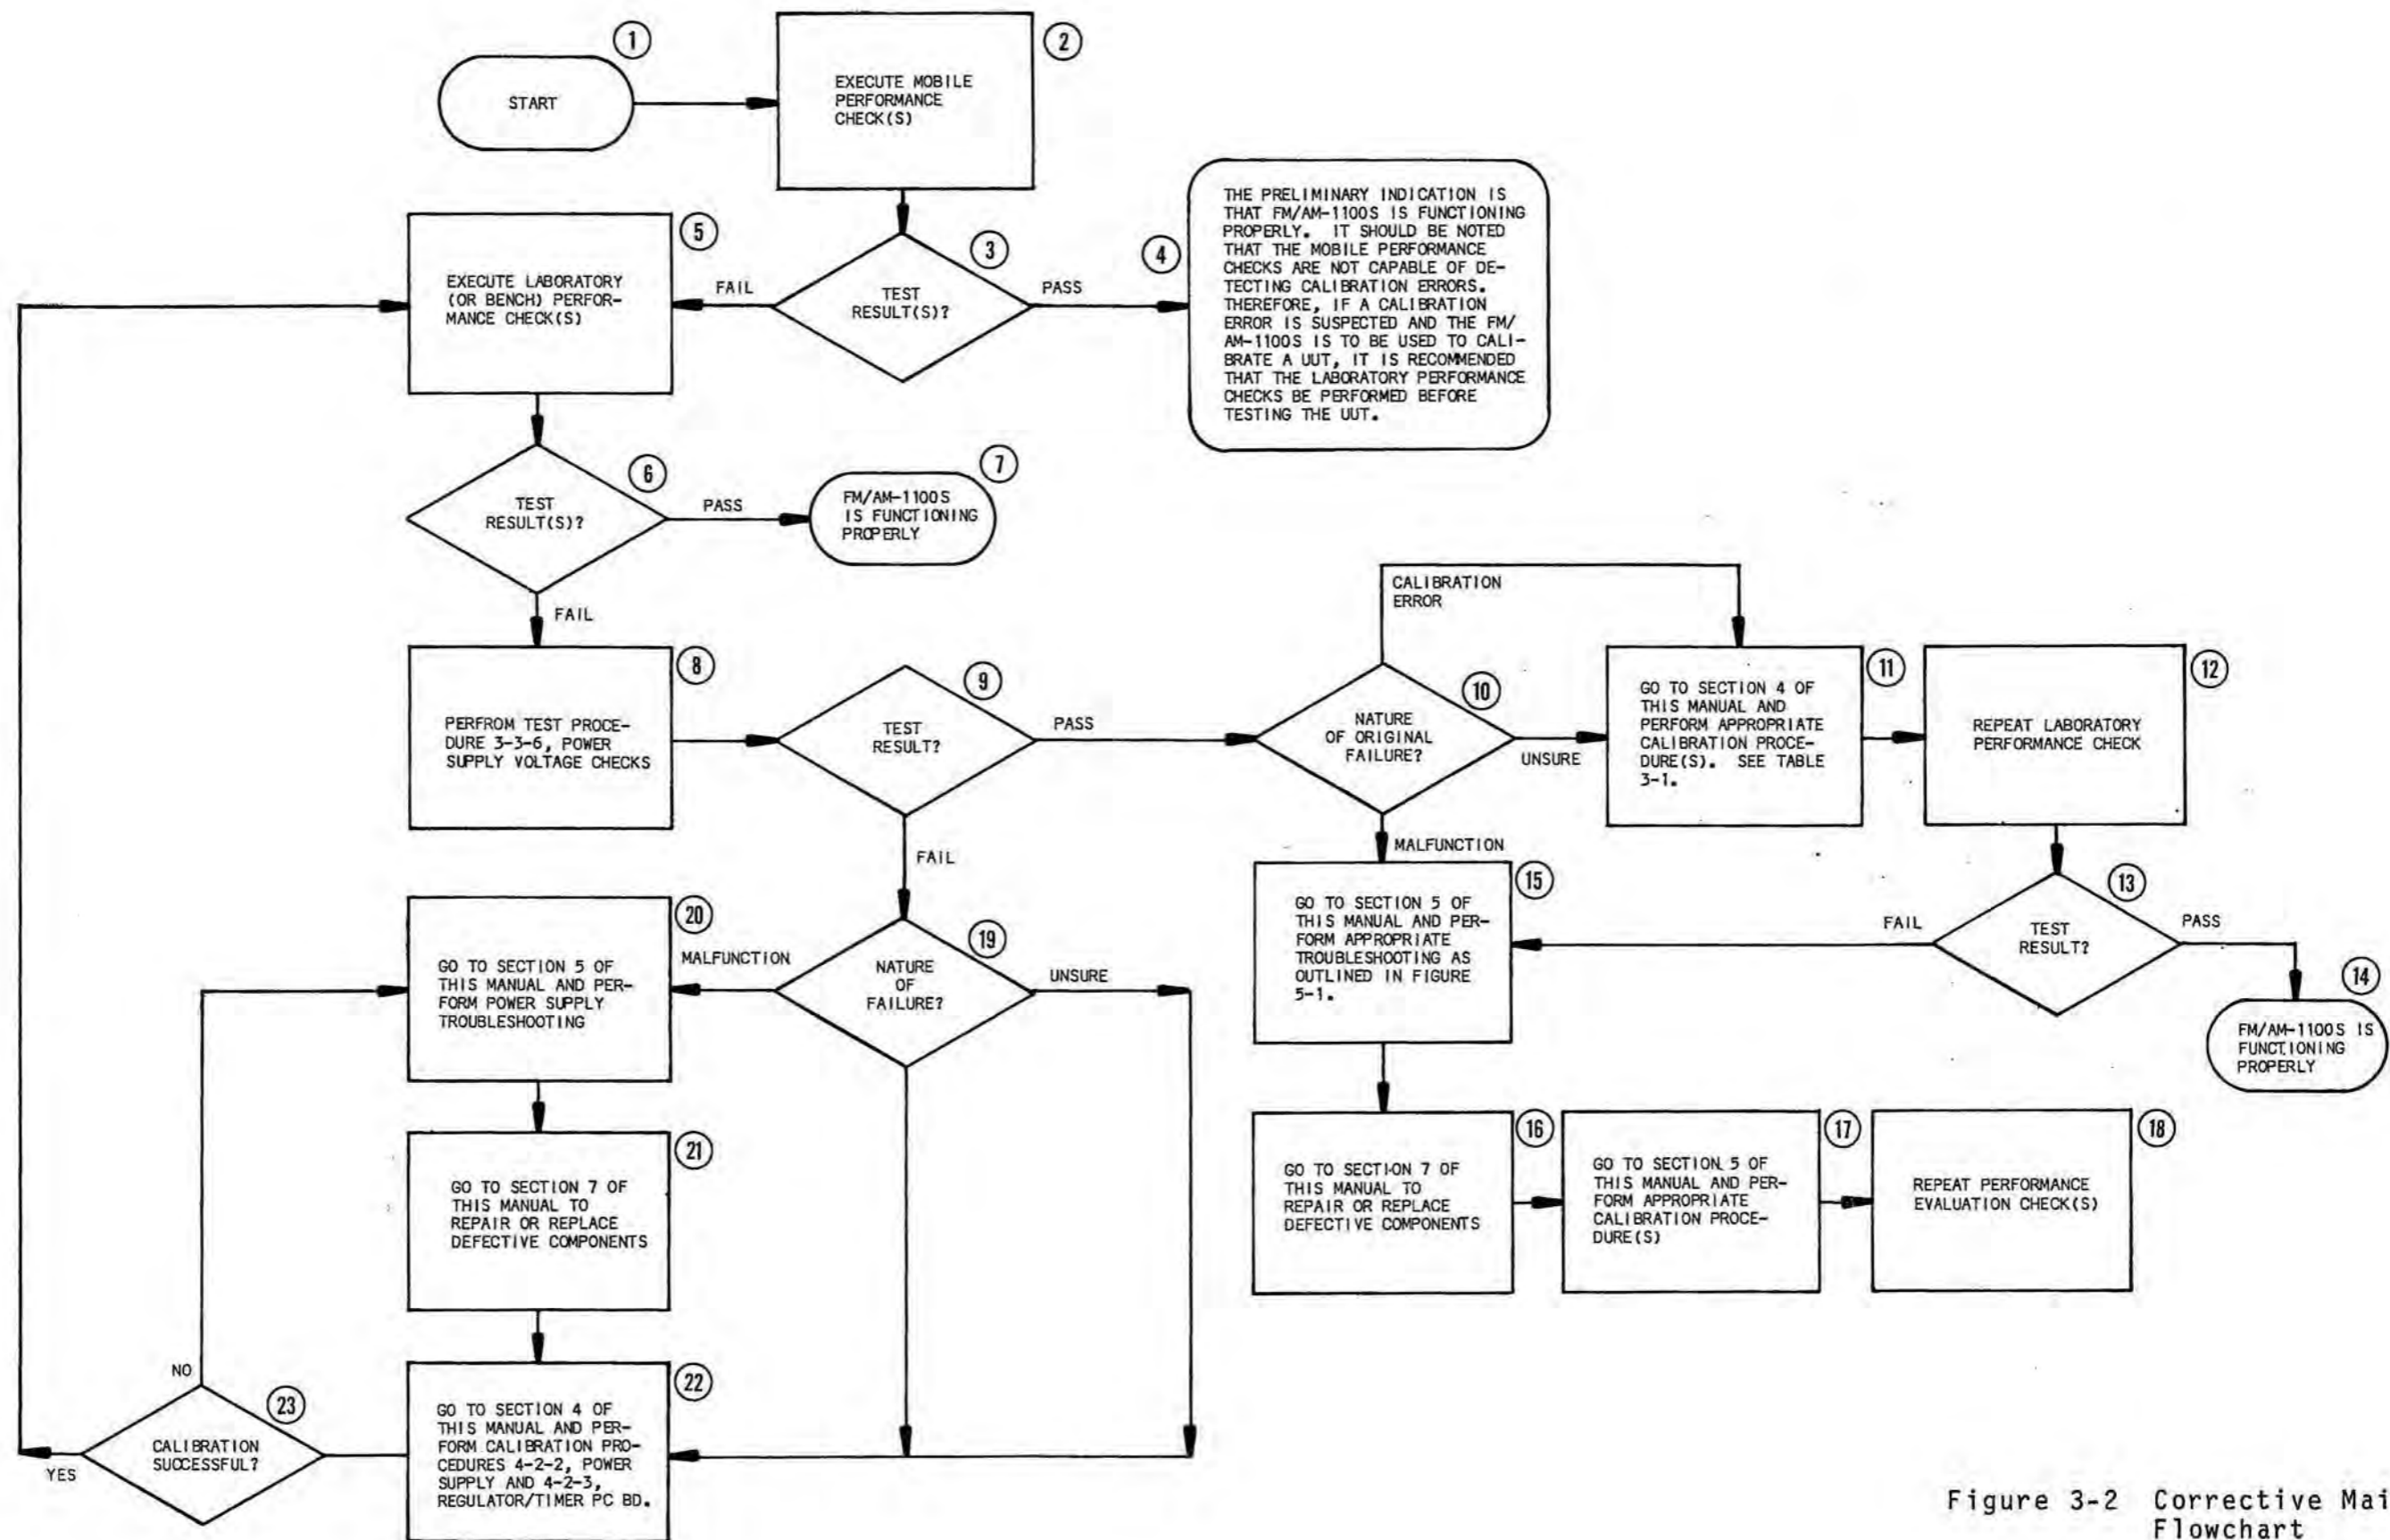 1
START
2
EXECUTE MOBILE
PERFORMANCE
CHECK(S)
3
TEST
RESULT(S)?
FAIL
PASS
4
THE PRELIMINARY INDICATION IS
THAT FM/AM-1100S IS FUNCTIONING
PROPERLY. IT SHOULD BE NOTED
THAT THE MOBILE PERFORMANCE
CHECKS ARE NOT CAPABLE OF DE-
TECTING CALIBRATION ERRORS.
THEREFORE, IF A CALIBRATION
ERROR IS SUSPECTED AND THE FM/
AM-1100S IS TO BE USED TO CALI-
BRATE A UUT, IT IS RECOMMENDED
THAT THE LABORATORY PERFORMANCE
CHECKS BE PERFORMED BEFORE
TESTING THE UUT.
5
EXECUTE LABORATORY
(OR BENCH) PERFOR-
MANCE CHECK(S)
6
TEST
RESULT(S)?
PASS
FAIL
7
FM/AM-1100S
IS FUNCTIONING
PROPERLY
8
PERFROM TEST PROCE-
DURE 3-3-6, POWER
SUPPLY VOLTAGE CHECKS
9
TEST
RESULT?
PASS
FAIL
10
NATURE
OF ORIGINAL
FAILURE?
CALIBRATION
ERROR
UNSURE
MALFUNCTION
11
GO TO SECTION 4 OF
THIS MANUAL AND
PERFORM APPROPRIATE
CALIBRATION PROCE-
DURE(S). SEE TABLE
3-1.
12
REPEAT LABORATORY
PERFORMANCE CHECK
13
TEST
RESULT?
FAIL
PASS
14
FM/AM-1100S IS
FUNCTIONING
PROPERLY
15
GO TO SECTION 5 OF
THIS MANUAL AND PER-
FORM APPROPRIATE
TROUBLESHOOTING AS
OUTLINED IN FIGURE
5-1.
16
GO TO SECTION 7 OF
THIS MANUAL TO
REPAIR OR REPLACE
DEFECTIVE COMPONENTS
17
GO TO SECTION 5 OF
THIS MANUAL AND PER-
FORM APPROPRIATE
CALIBRATION PROCE-
DURE(S)
18
REPEAT PERFORMANCE
EVALUATION CHECK(S)
19
NATURE
OF
FAILURE?
MALFUNCTION
UNSURE
20
GO TO SECTION 5 OF
THIS MANUAL AND PER-
FORM POWER SUPPLY
TROUBLESHOOTING
21
GO TO SECTION 7 OF
THIS MANUAL TO
REPAIR OR REPLACE
DEFECTIVE COMPONENTS
22
GO TO SECTION 4 OF
THIS MANUAL AND PER-
FORM CALIBRATION PRO-
CEDURES 4-2-2, POWER
SUPPLY AND 4-2-3,
REGULATOR/TIMER PC BD.
23
CALIBRATION
SUCCESSFUL?
NO
YES
Figure 3-2 Corrective Mai
Flowchart